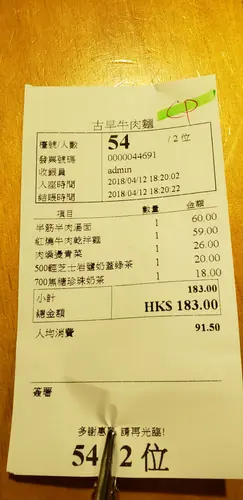 CP
古早牛肉麵
檯號/人數 54 / 2 位
發票號碼 0000044691
收銀員 admin
入座時間 2018/04/12 18:20:02
結賬時間 2018/04/12 18:20:22
項目 數量 金額
半筋半肉湯面 1 60.00
紅燒牛肉乾拌麵 1 59.00
肉燥燙青菜 1 26.00
500輕芝士岩鹽奶蓋綠茶 1 20.00
700焦糖珍珠奶茶 1 18.00
小計 183.00
總金額 HK$ 183.00
人均消費 91.50
簽署
多謝惠 請再光臨!
54 2 位